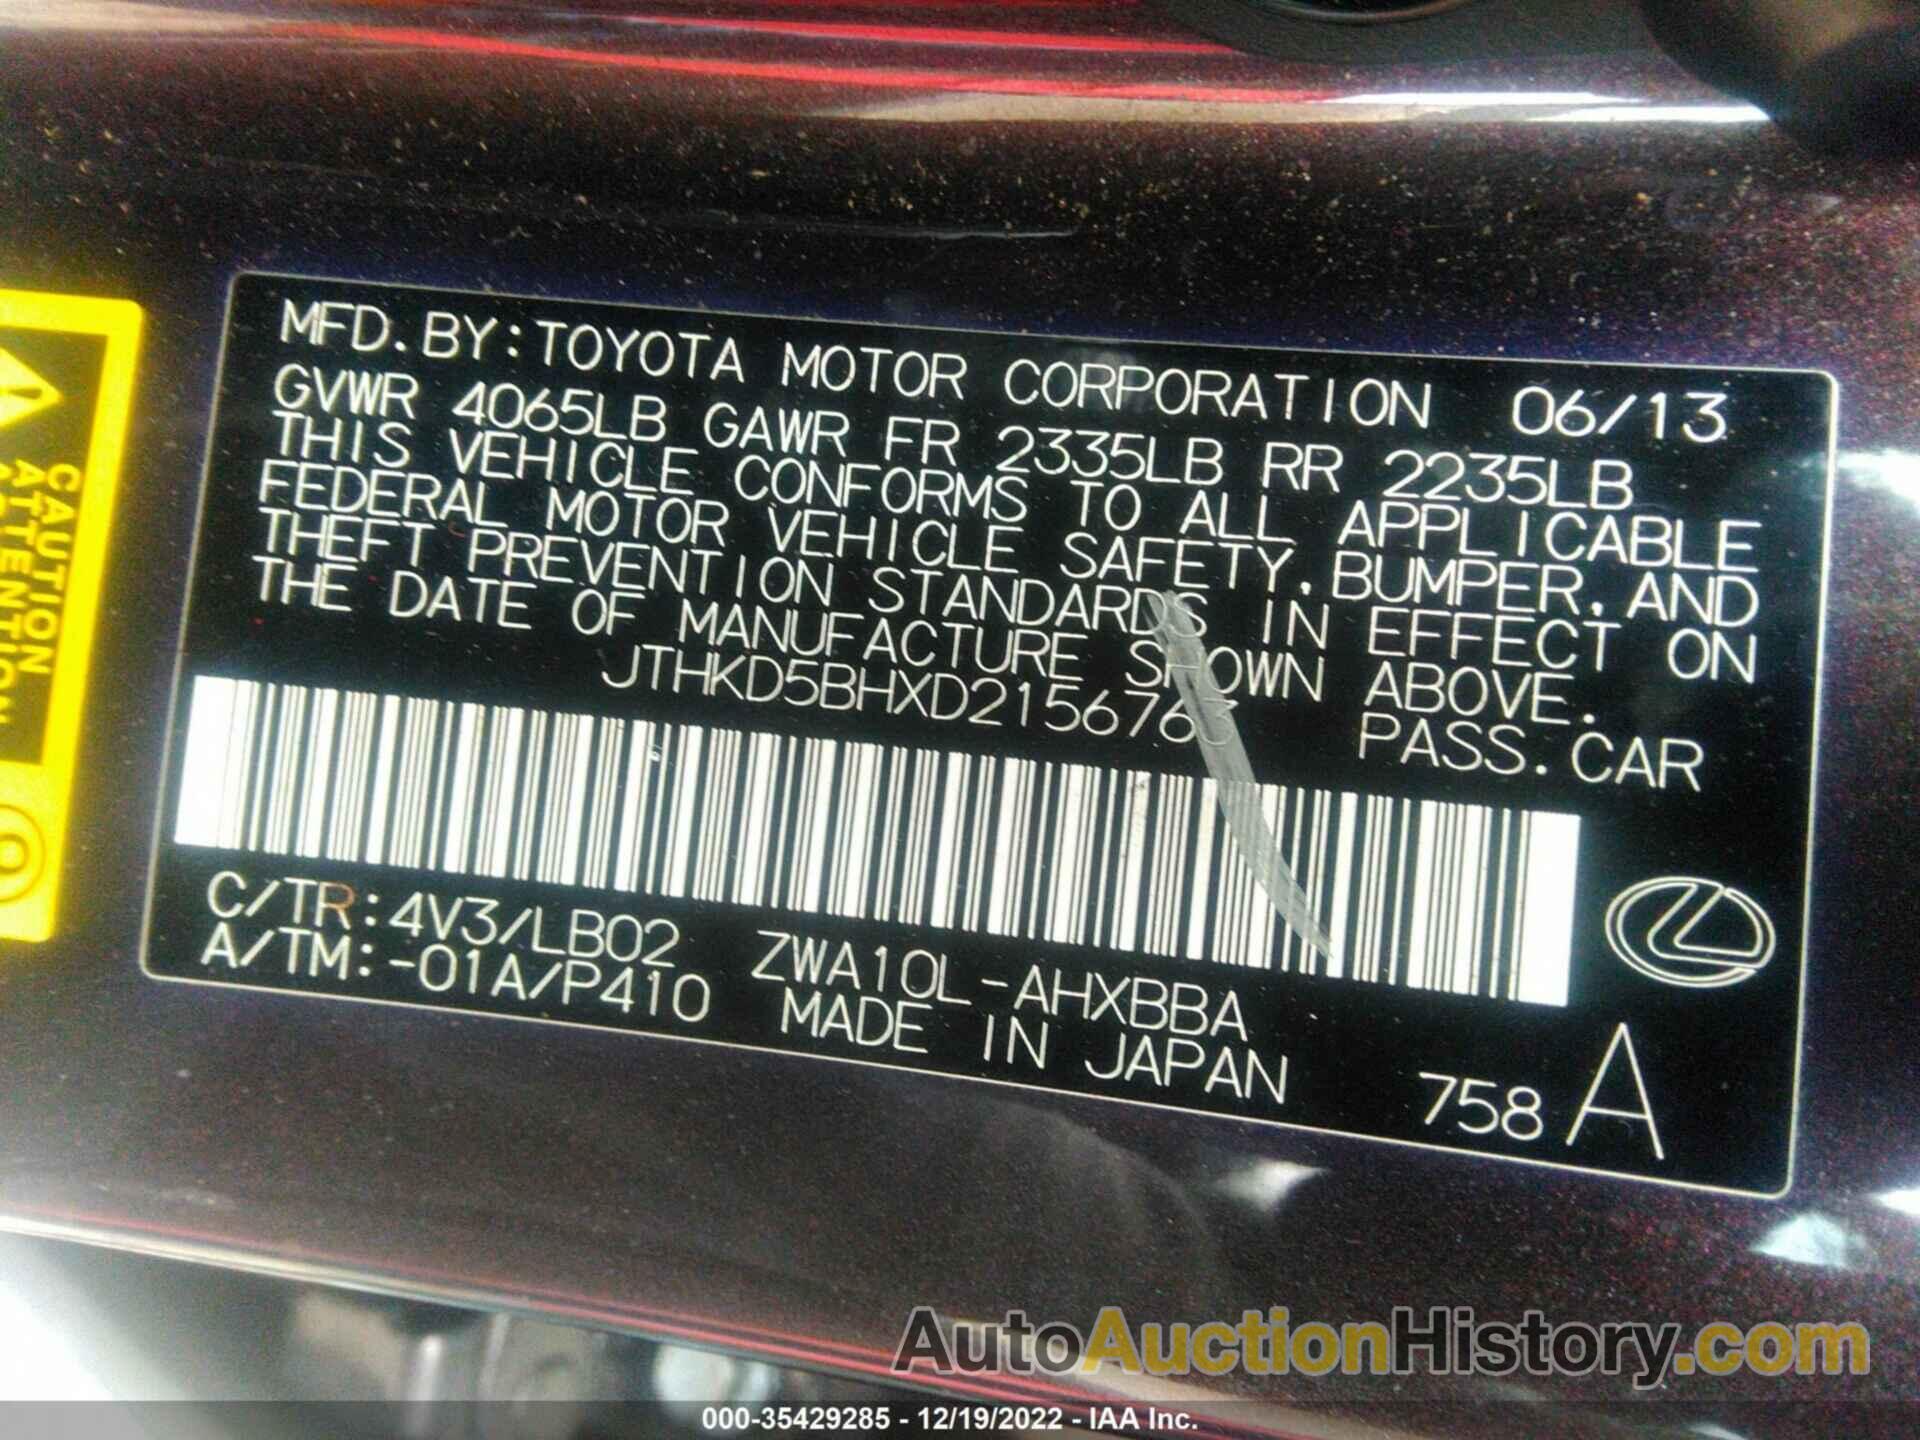 MFD. BY: TOYOTA MOTOR CORPORATION 06/13
GVWR 4065LB GAWR FR 2335LB RR 2235LB
THIS VEHICLE CONFORMS TO ALL APPLICABLE
FEDERAL MOTOR VEHICLE SAFETY, BUMPER, AND
THEFT PREVENTION STANDARDS IN EFFECT ON
THE DATE OF MANUFACTURE SHOWN ABOVE.
JTHKD5BHXD2156763 PASS. CAR
C/TR: 4V3/LB02 ZWA10L-AHXBBA
A/TM: -01A/P410 MADE IN JAPAN
758 A
CAUTION
ATTENTION
AutoAuctionHistory.com
000-35429285 - 12/19/2022 - IAA Inc.